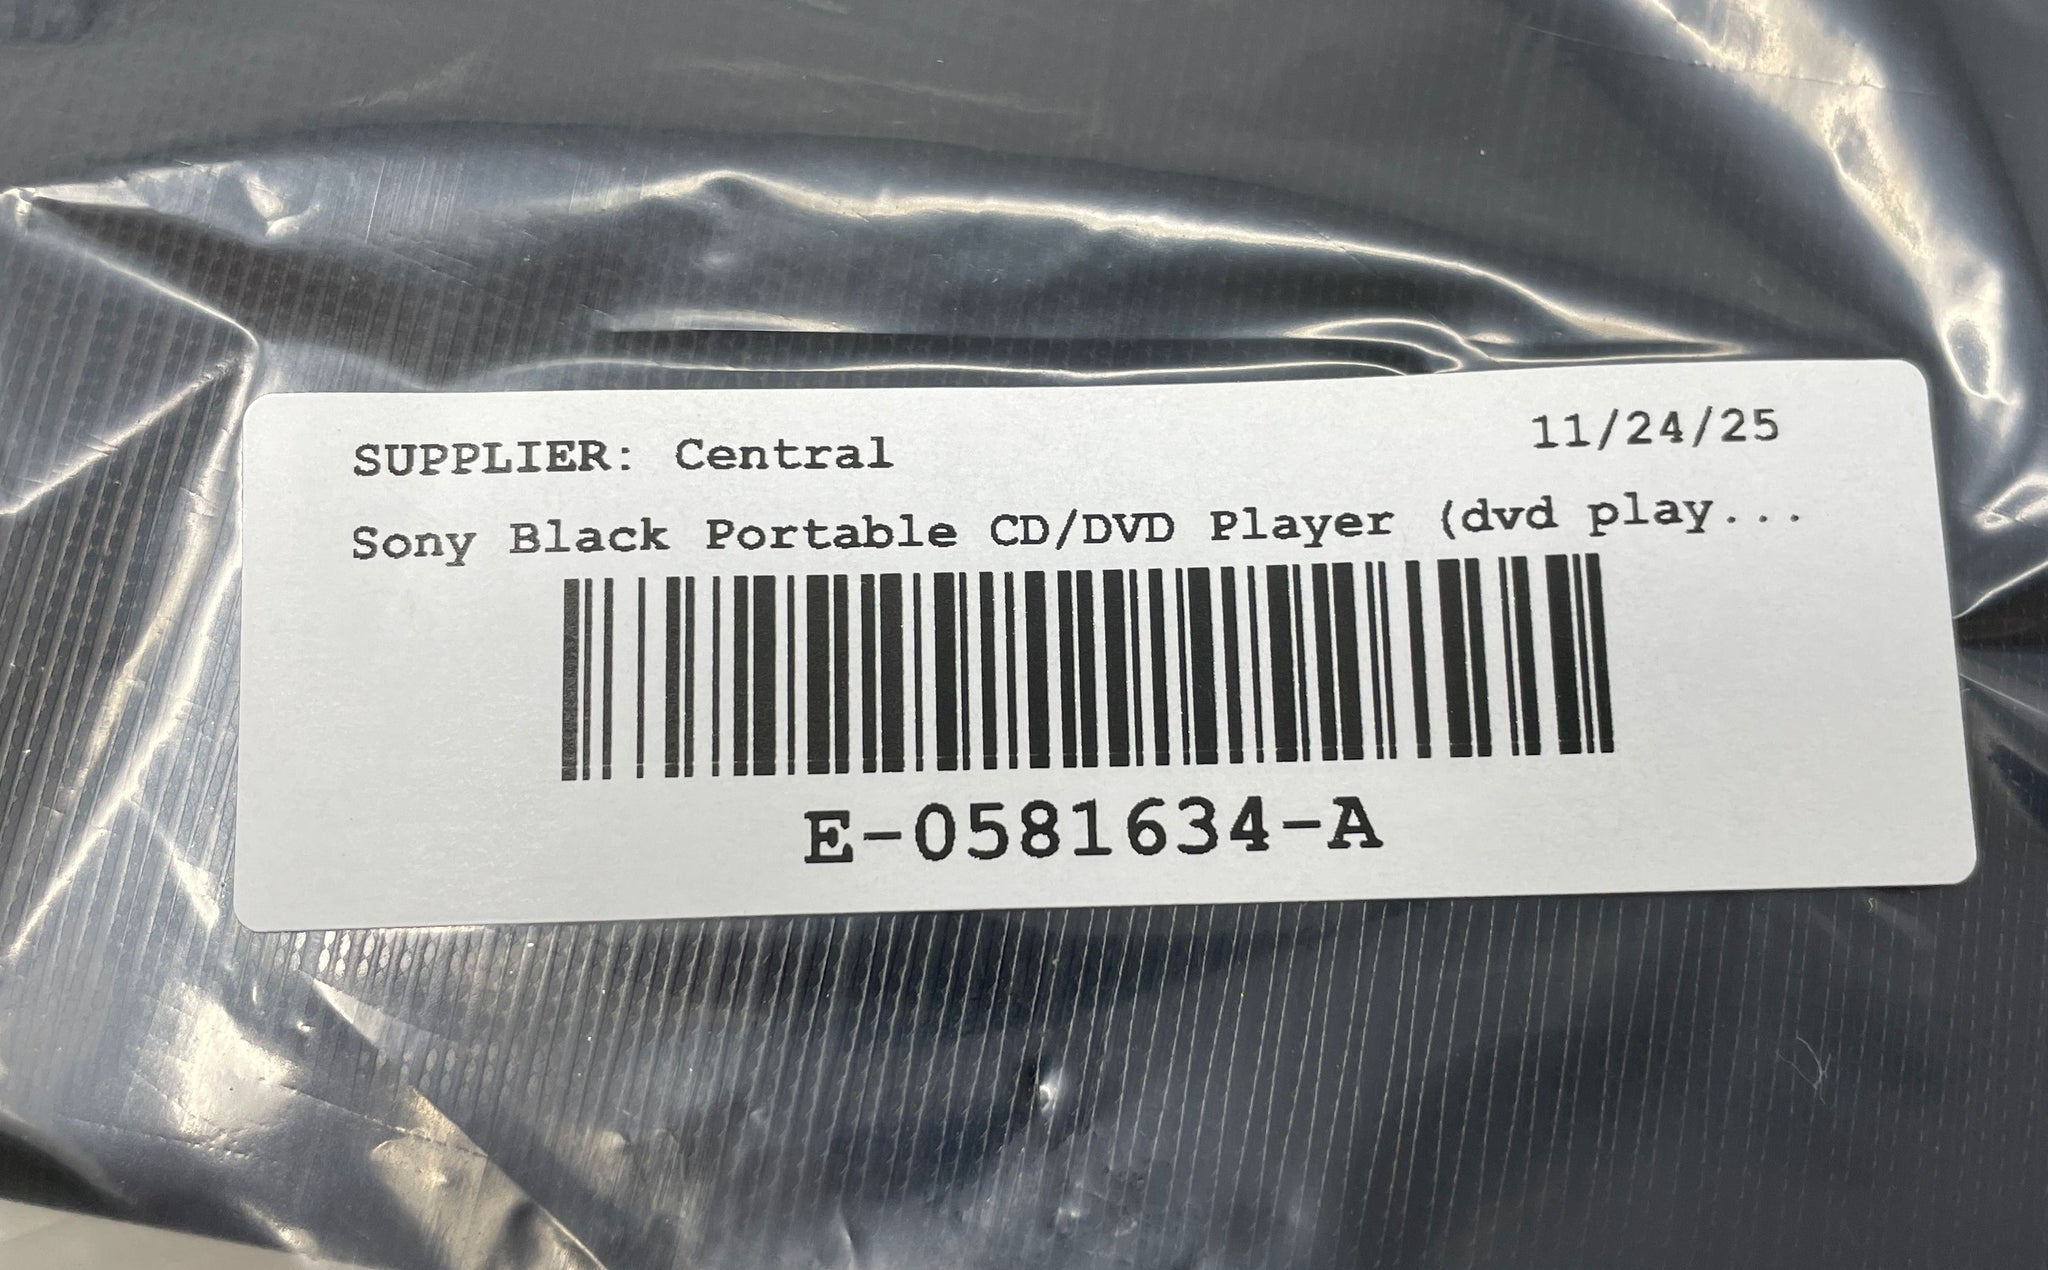 SUPPLIER: Central
11/24/25
Sony Black Portable CD/DVD Player (dvd play...
E-0581634-A